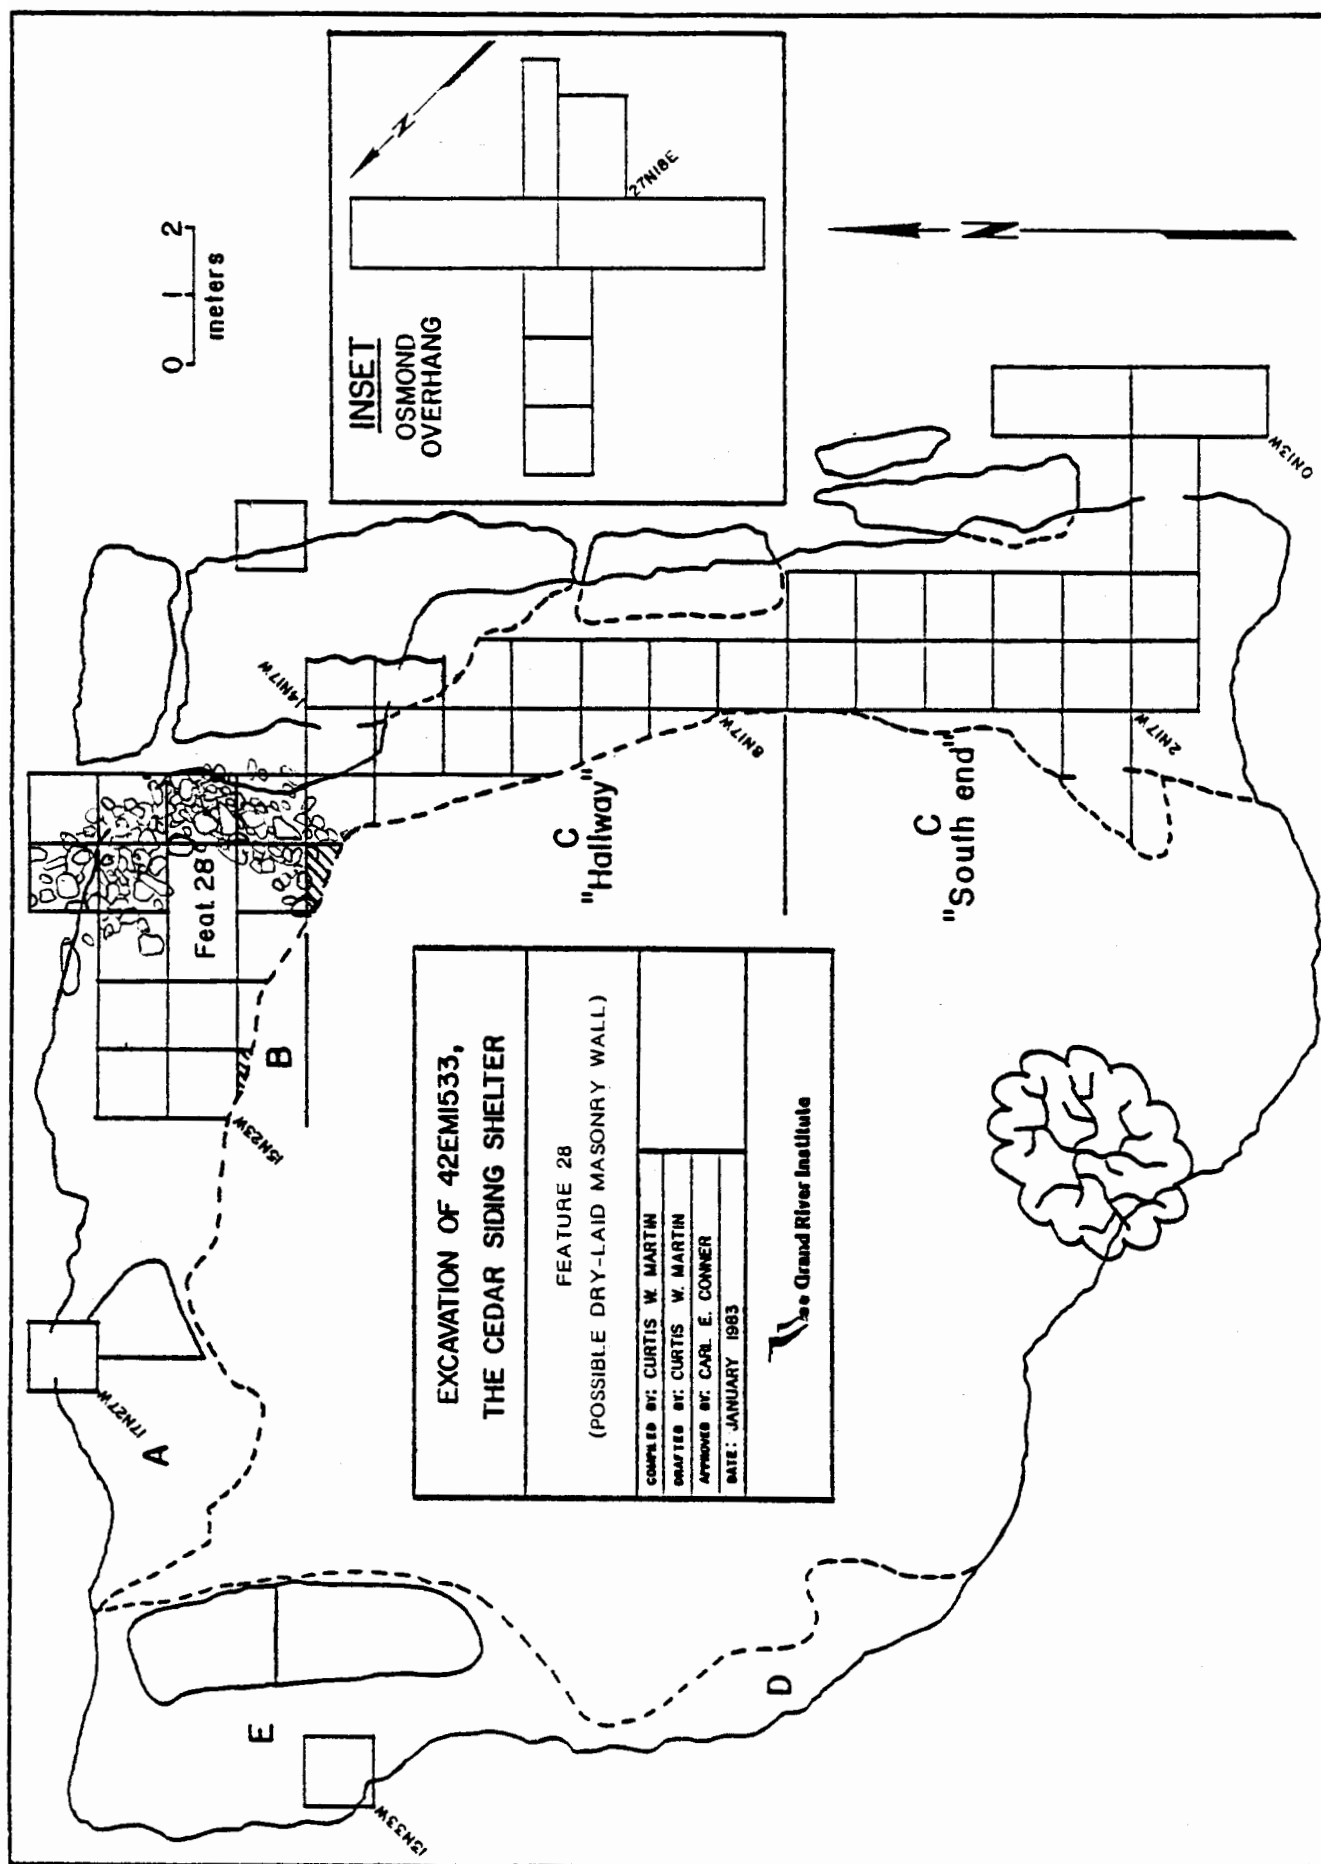 0 1 2
meters
INSET
OSMOND
OVERHANG
N
27N18E
N
14N17W
Feat. 28
B
15N23W
17N27W
A
E
13N33W
D
C
"Hallway"
8N17W
C
"South end"
2N17W
0N13W
EXCAVATION OF 42EM1533,
THE CEDAR SIDING SHELTER
FEATURE 28
(POSSIBLE DRY-LAID MASONRY WALL)
COMPILED BY: CURTIS W. MARTIN
DRAFTED BY: CURTIS W. MARTIN
APPROVED BY: CARL E. CONNER
DATE: JANUARY 1983
Grand River Institute